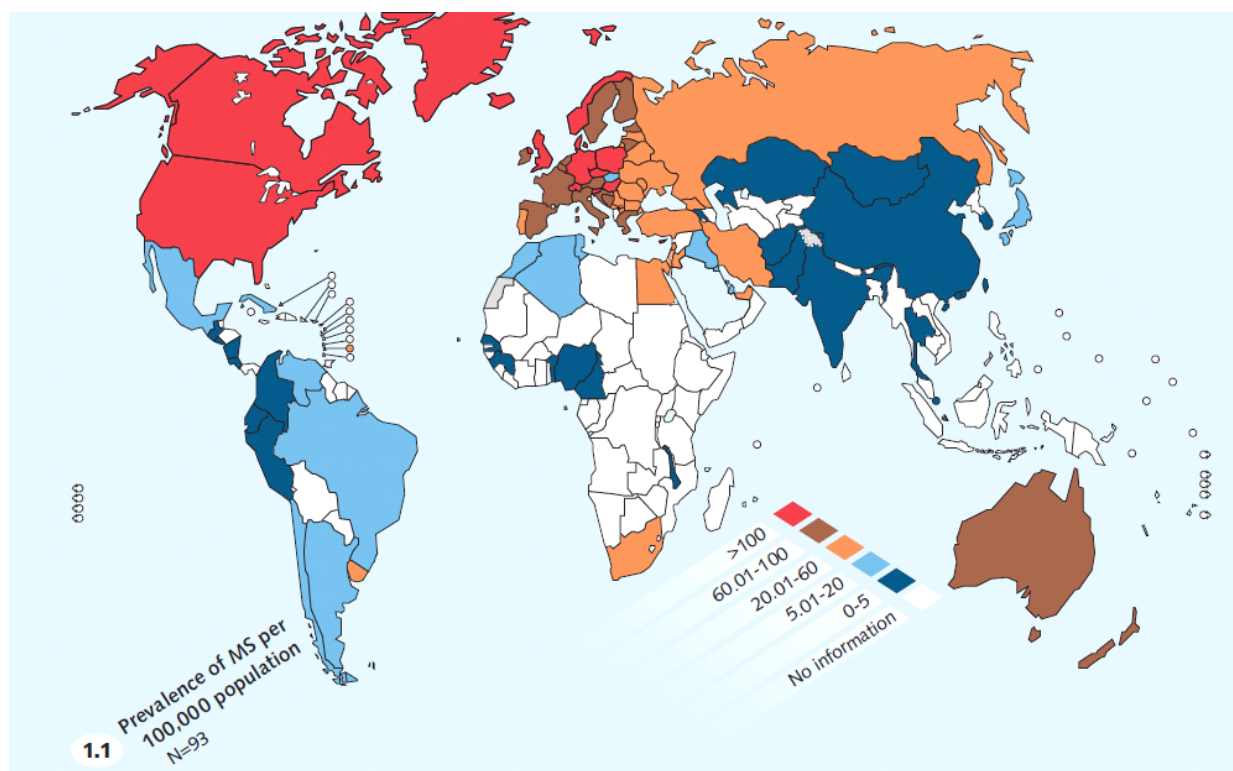 >100
60.01-100
20.01-60
5.01-20
0-5
No information
Prevalence of MS per
100,000 population
N=93
1.1